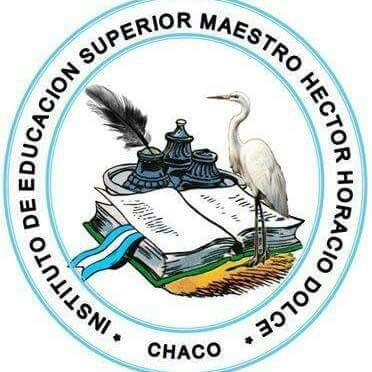 INSTITUTO DE EDUCACION SUPERIOR MAESTRO HECTOR HORACIO DOLCE
* CHACO *